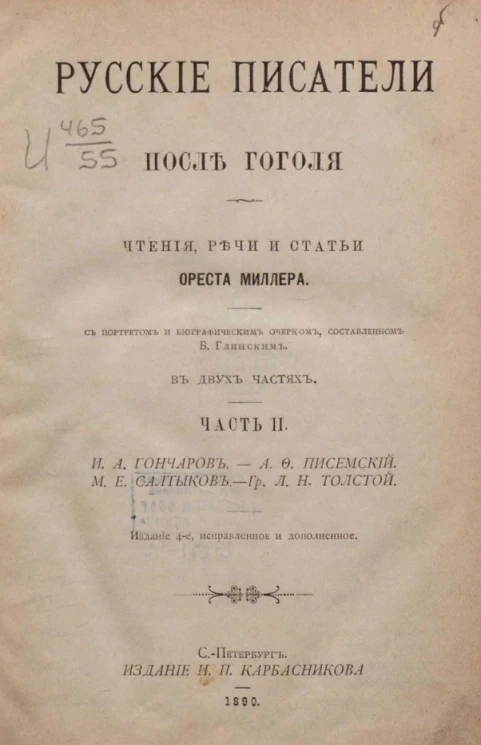 РУССКІЕ ПИСАТЕЛИ
И 465
55
ПОСЛѢ ГОГОЛЯ
ЧТЕНІЯ, РѢЧИ И СТАТЬИ
ОРЕСТА МИЛЛЕРА.
СЪ ПОРТРЕТОМЪ И БІОГРАФИЧЕСКИМЪ ОЧЕРКОМЪ, СОСТАВЛЕННОМЪ
Б. Глинскимъ.
ВЪ ДВУХЪ ЧАСТЯХЪ.
ЧАСТЬ II.
И. А. ГОНЧАРОВЪ. — А. Ѳ. ПИСЕМСКІЙ.
М. Е. САЛТЫКОВЪ.—Гр. Л. Н. ТОЛСТОЙ.
Изданіе 4-е, исправленное и дополненное.
С.-Петербургъ.
ИЗДАНІЕ Н. П. КАРБАСНИКОВА
1890.